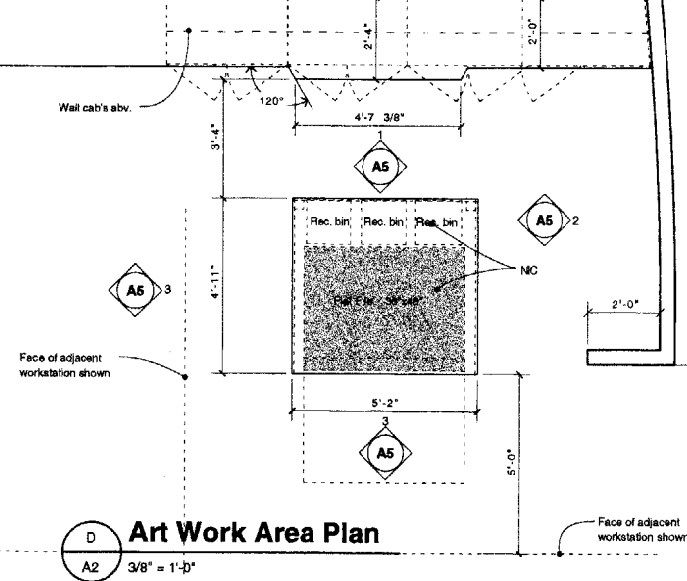 2'-4"
2'-0"
Wall cab's abv.
120°
4'-7 3/8"
3'-4"
1
A5
Rec. bin
Rec. bin
Rec. bin
A5
2
A5
3
4'-11"
NIC
2'-0"
Face of adjacent
workstation shown
5'-2"
3
A5
5'-0"
D
Art Work Area Plan
A2
3/8" = 1'-0"
Face of adjacent
workstation shown